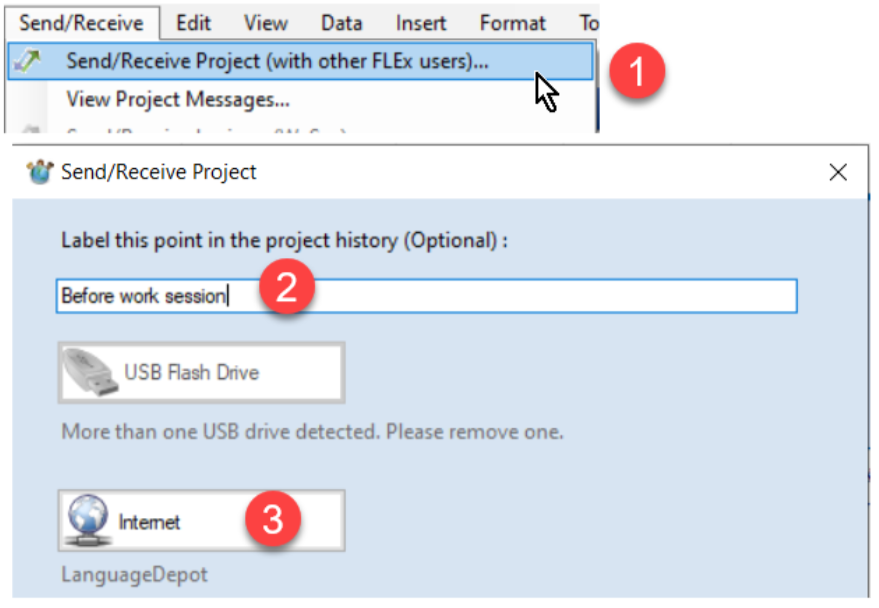 Send/Receive Edit View Data Insert Format To
Send/Receive Project (with other FLEx users)...
1
View Project Messages...
Send/Receive Project
Label this point in the project history (Optional) :
Before work session
2
USB Flash Drive
More than one USB drive detected. Please remove one.
Internet
3
LanguageDepot